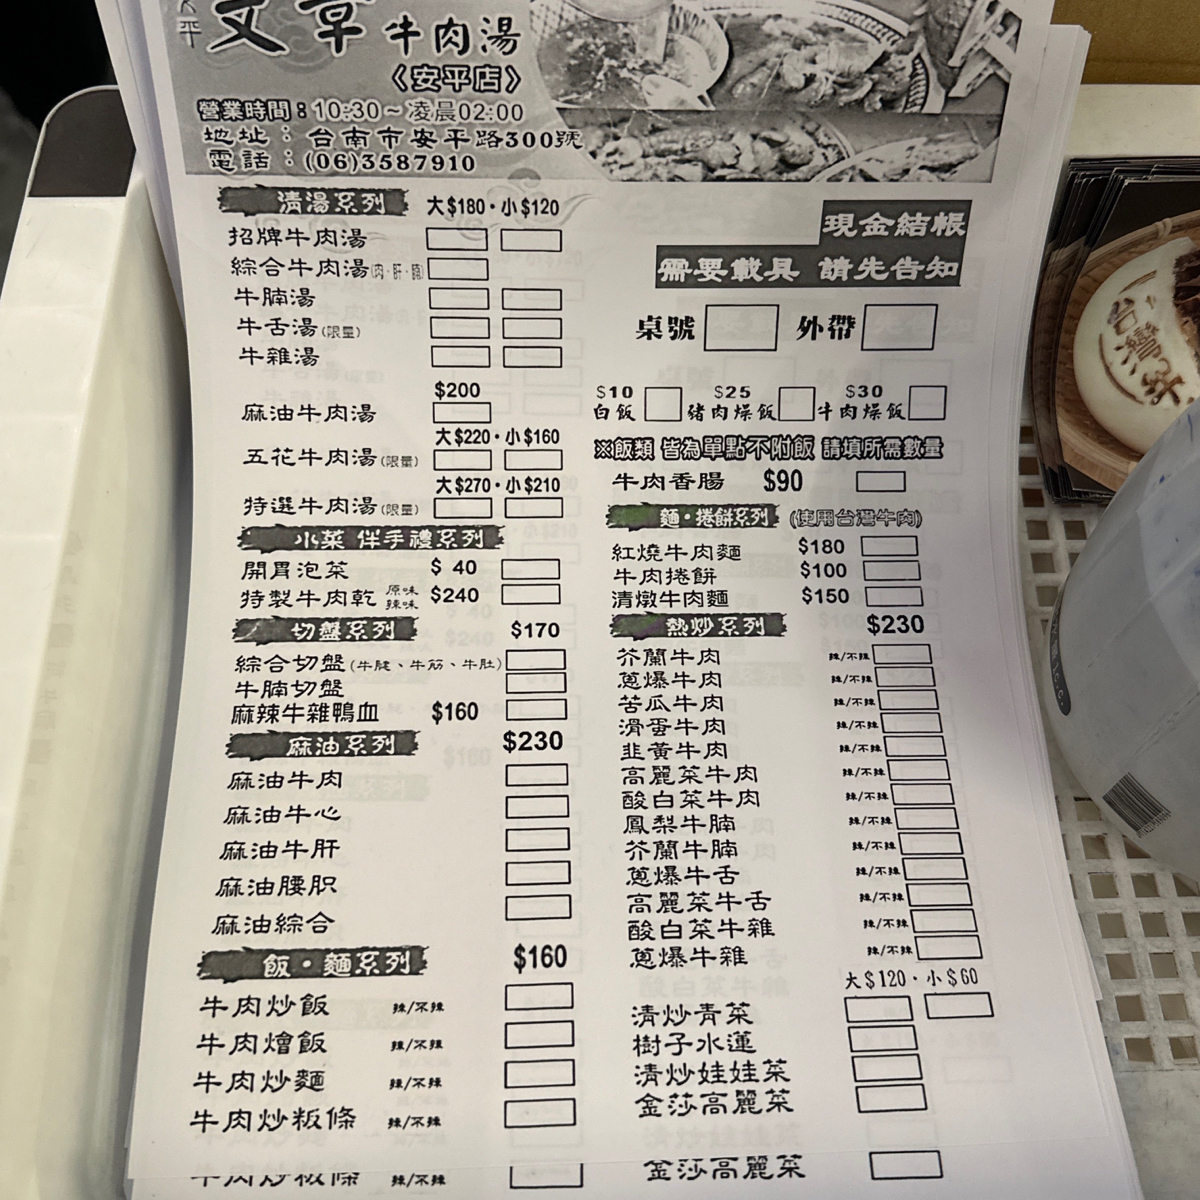 文章牛肉湯
〈安平店〉
營業時間：10:30～凌晨02:00
地址：台南市安平路300號
電話：(06)3587910
清湯系列 大$180・小$120
招牌牛肉湯
綜合牛肉湯(肉・肝・腩)
牛腩湯
牛舌湯(限量)
牛雜湯
$200
麻油牛肉湯
大$220・小$160
五花牛肉湯(限量)
大$270・小$210
特選牛肉湯(限量)
小菜 伴手禮系列
開胃泡菜 $ 40
特製牛肉乾 原味 辣味 $240
切盤系列 $170
綜合切盤(牛腱、牛筋、牛肚)
牛腩切盤
麻辣牛雜鴨血 $160
麻油系列 $230
麻油牛肉
麻油牛心
麻油牛肝
麻油腰脤
麻油綜合
飯・麵系列 $160
牛肉炒飯 辣/不辣
牛肉燴飯 辣/不辣
牛肉炒麵 辣/不辣
牛肉炒粄條 辣/不辣
現金結帳
需要載具 請先告知
桌號 外帶
$10 $25 $30
白飯 豬肉燥飯 牛肉燥飯
※飯類 皆為單點不附飯 請填所需數量
牛肉香腸 $90
麵・捲餅系列 (使用台灣牛肉)
紅燒牛肉麵 $180
牛肉捲餅 $100
清燉牛肉麵 $150
熱炒系列 $230
芥蘭牛肉 辣/不辣
蔥爆牛肉 辣/不辣
苦瓜牛肉 辣/不辣
滑蛋牛肉 辣/不辣
韭黃牛肉 辣/不辣
高麗菜牛肉 辣/不辣
酸白菜牛肉 辣/不辣
鳳梨牛腩 辣/不辣
芥蘭牛腩 辣/不辣
蔥爆牛舌 辣/不辣
高麗菜牛舌 辣/不辣
酸白菜牛雜 辣/不辣
蔥爆牛雜 辣/不辣
大$120・小$60
清炒青菜
樹子水蓮
清炒娃娃菜
金莎高麗菜
牛肉炒粄條 辣/不辣
金莎高麗菜
台灣牛